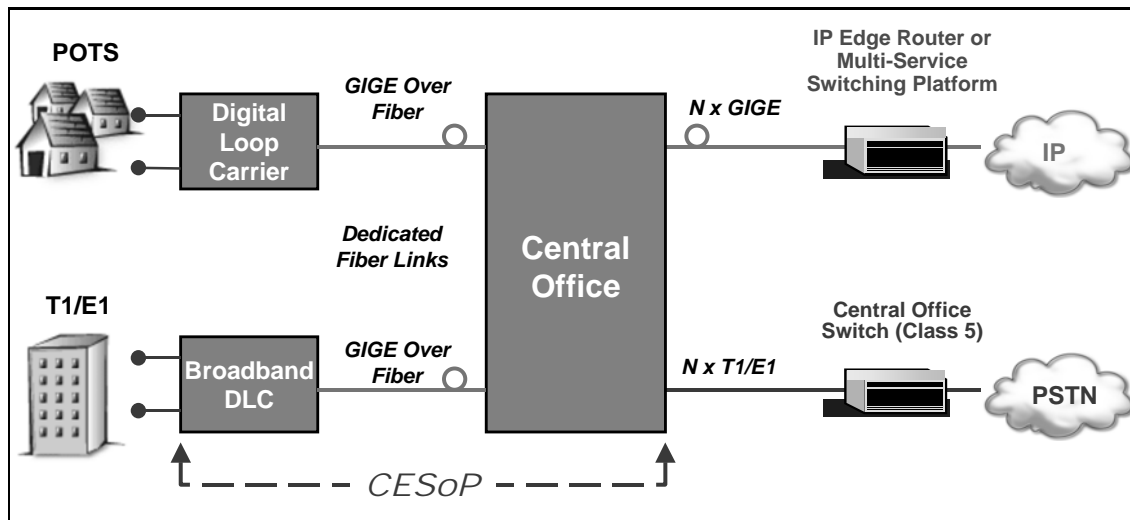 POTS
Digital
Loop
Carrier
GIGE Over
Fiber
N x GIGE
IP Edge Router or
Multi-Service
Switching Platform
IP
Dedicated
Fiber Links
Central
Office
T1/E1
Broadband
DLC
GIGE Over
Fiber
N x T1/E1
Central Office
Switch (Class 5)
PSTN
CESoP